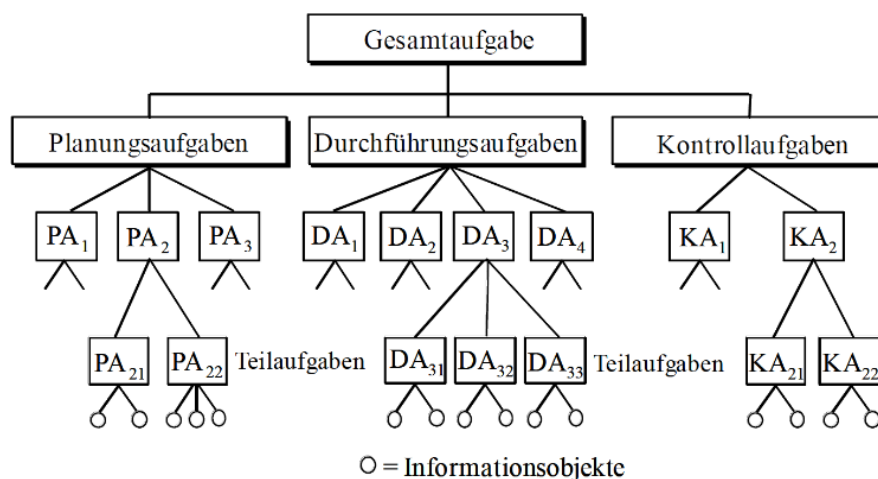 Gesamtaufgabe
Planungsaufgaben Durchführungsaufgaben Kontrollaufgaben
PA₁ PA₂ PA₃ DA₁ DA₂ DA₃ DA₄ KA₁ KA₂
PA₂₁ PA₂₂ Teilaufgaben DA₃₁ DA₃₂ DA₃₃ Teilaufgaben KA₂₁ KA₂₂
O = Informationsobjekte